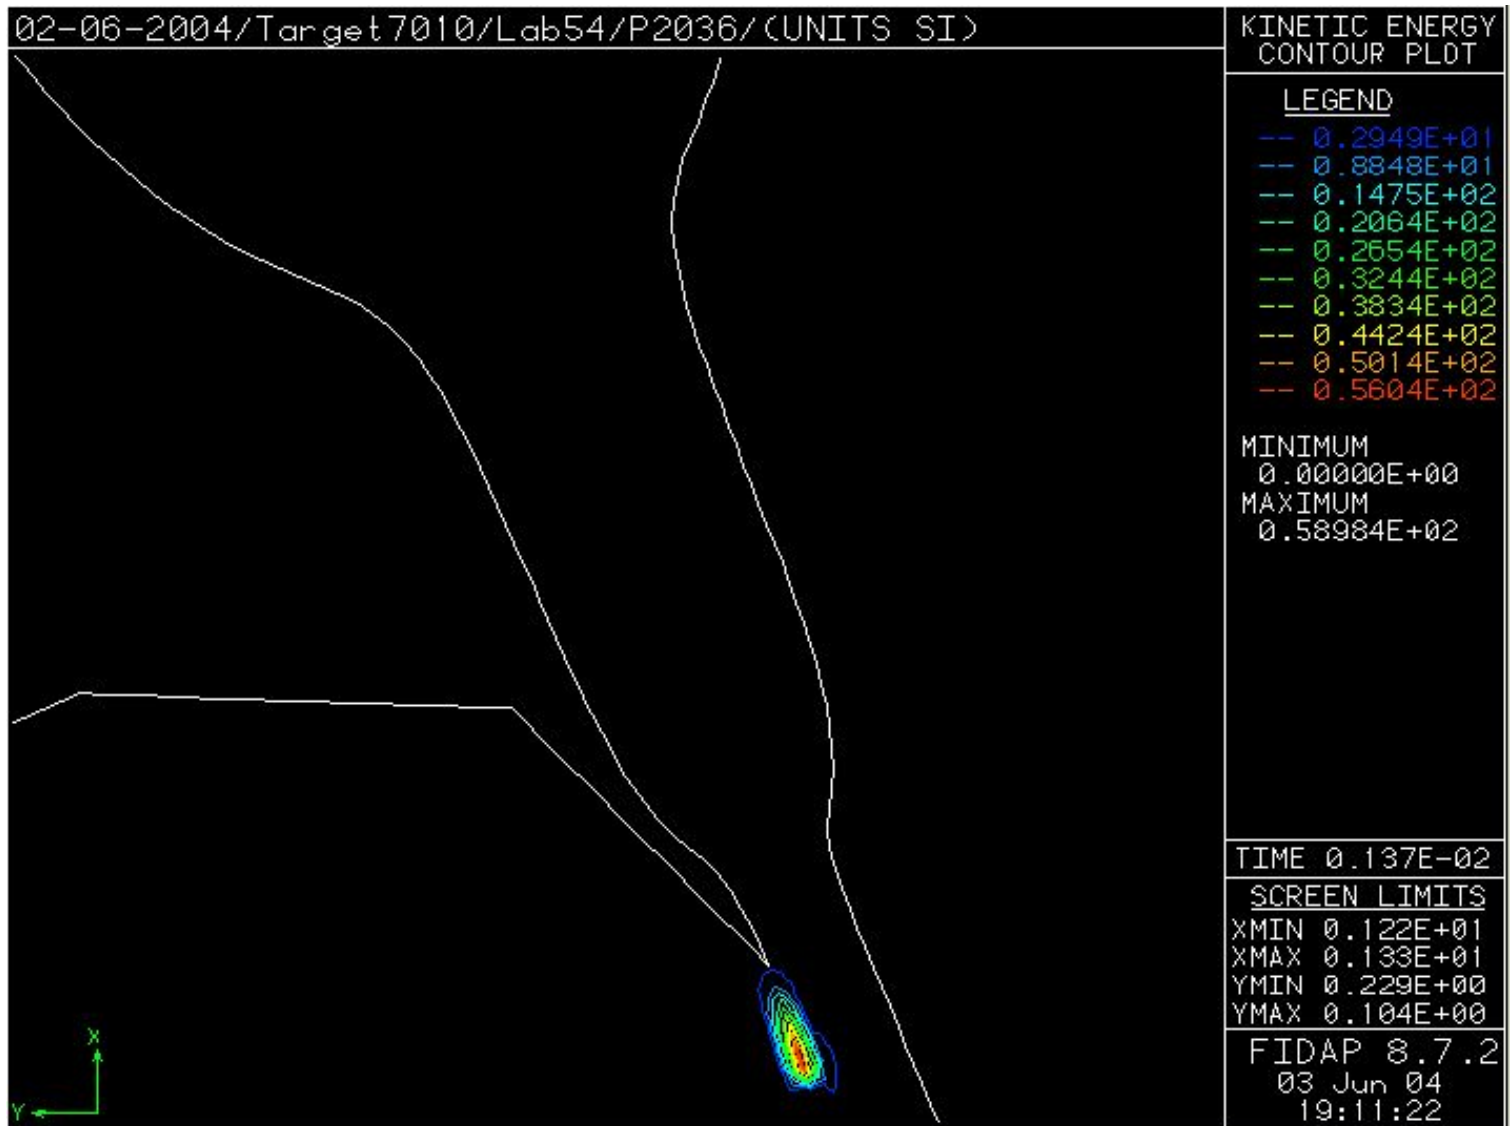 02-06-2004/Target7010/Lab54/P2036/(UNITS SI)
KINETIC ENERGY
CONTOUR PLOT
LEGEND
-- 0.2949E+01
-- 0.8848E+01
-- 0.1475E+02
-- 0.2064E+02
-- 0.2654E+02
-- 0.3244E+02
-- 0.3834E+02
-- 0.4424E+02
-- 0.5014E+02
-- 0.5604E+02
MINIMUM
0.00000E+00
MAXIMUM
0.58984E+02
TIME 0.137E-02
SCREEN LIMITS
XMIN 0.122E+01
XMAX 0.133E+01
YMIN 0.229E+00
YMAX 0.104E+00
FIDAP 8.7.2
03 Jun 04
19:11:22
X
Y